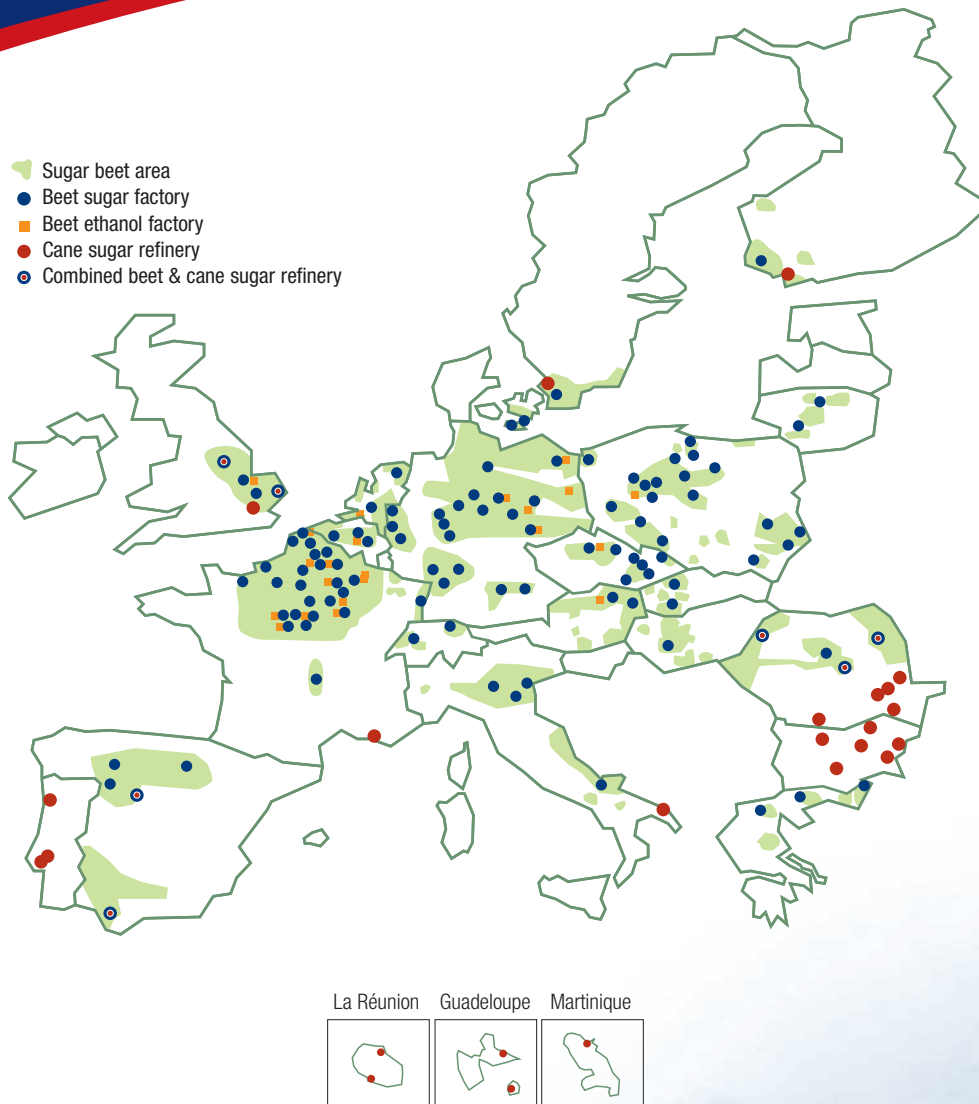 Sugar beet area
Beet sugar factory
Beet ethanol factory
Cane sugar refinery
Combined beet & cane sugar refinery
La Réunion
Guadeloupe
Martinique